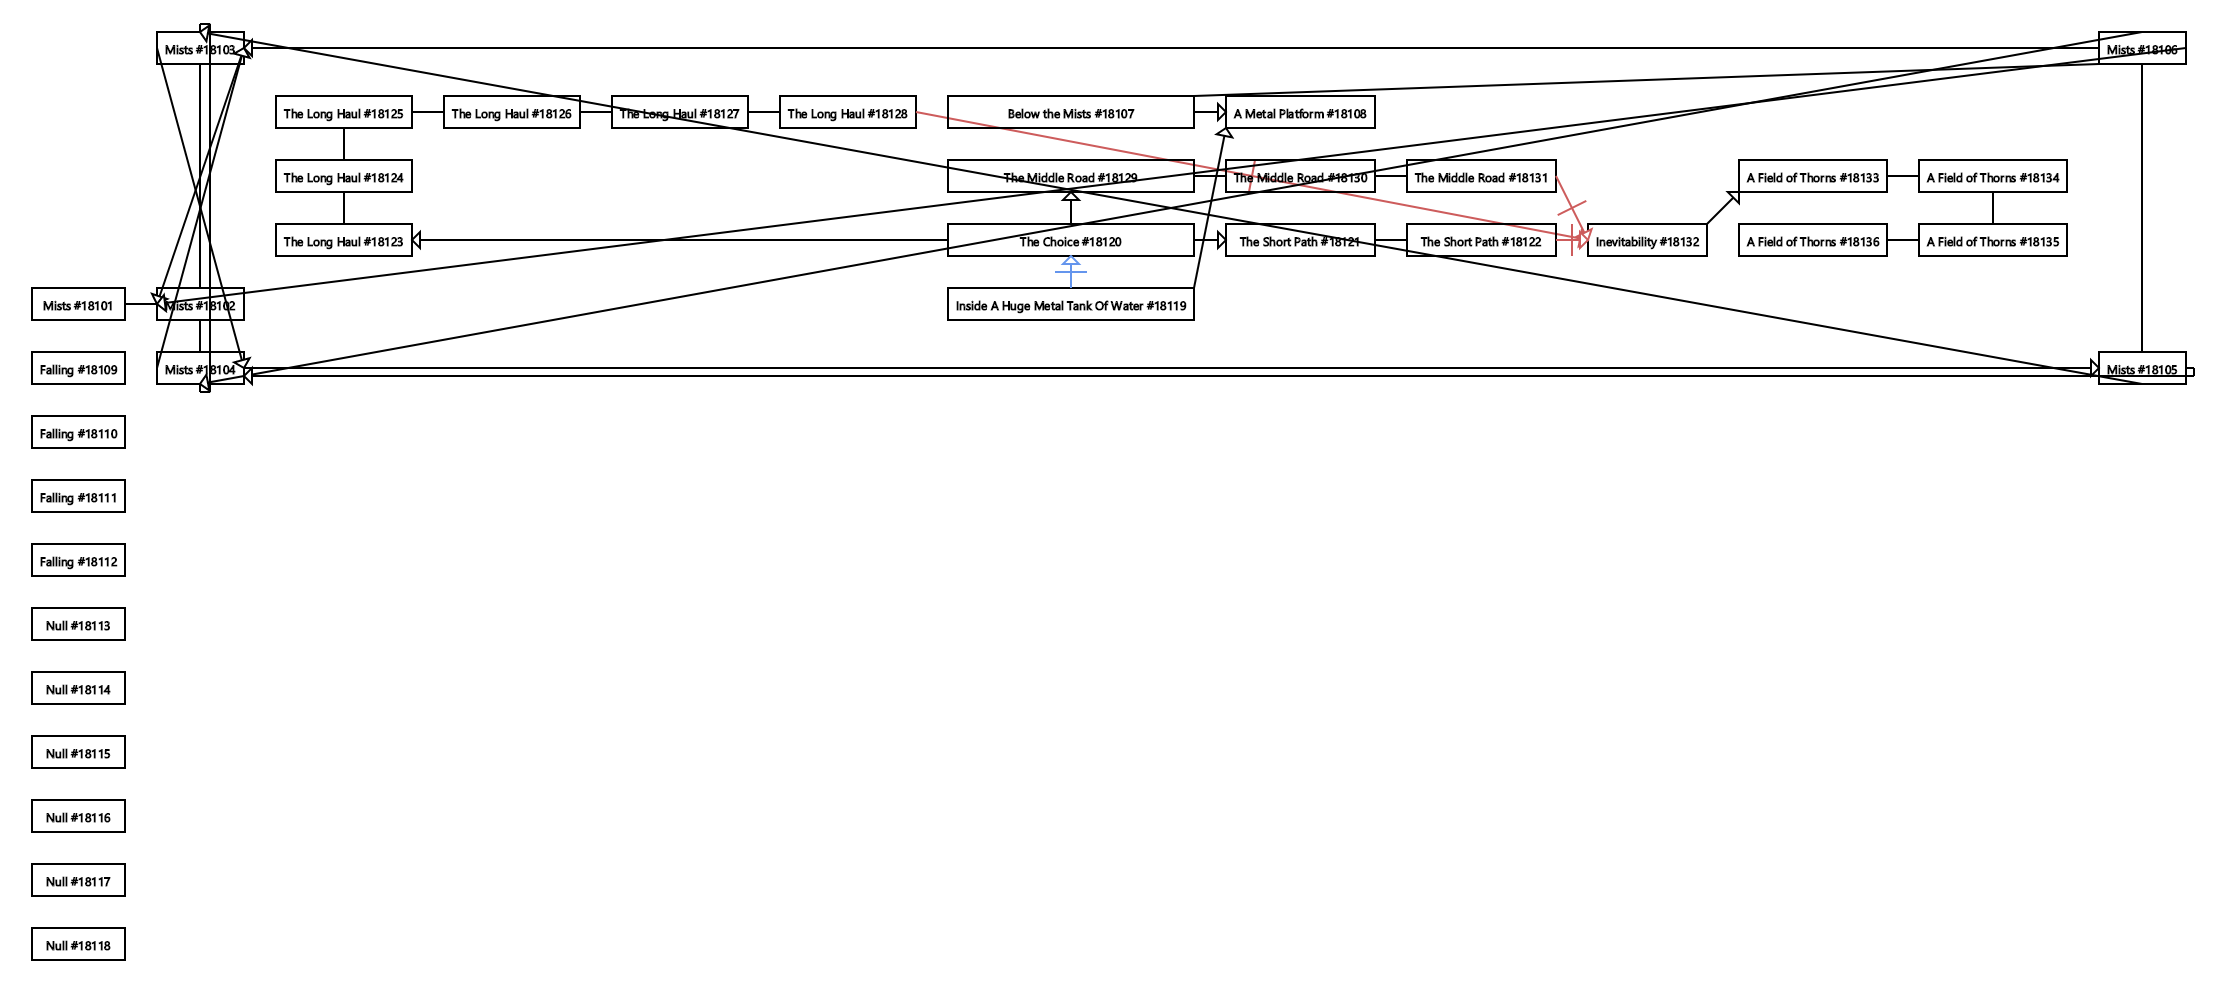 Mists #18103
Mists #18106
The Long Haul #18125
The Long Haul #18126
The Long Haul #18127
The Long Haul #18128
Below the Mists #18107
A Metal Platform #18108
The Long Haul #18124
The Middle Road #18129
The Middle Road #18130
The Middle Road #18131
A Field of Thorns #18133
A Field of Thorns #18134
The Long Haul #18123
The Choice #18120
The Short Path #18121
The Short Path #18122
Inevitability #18132
A Field of Thorns #18136
A Field of Thorns #18135
Mists #18101
Mists #18102
Inside A Huge Metal Tank Of Water #18119
Falling #18109
Mists #18104
Mists #18105
Falling #18110
Falling #18111
Falling #18112
Null #18113
Null #18114
Null #18115
Null #18116
Null #18117
Null #18118